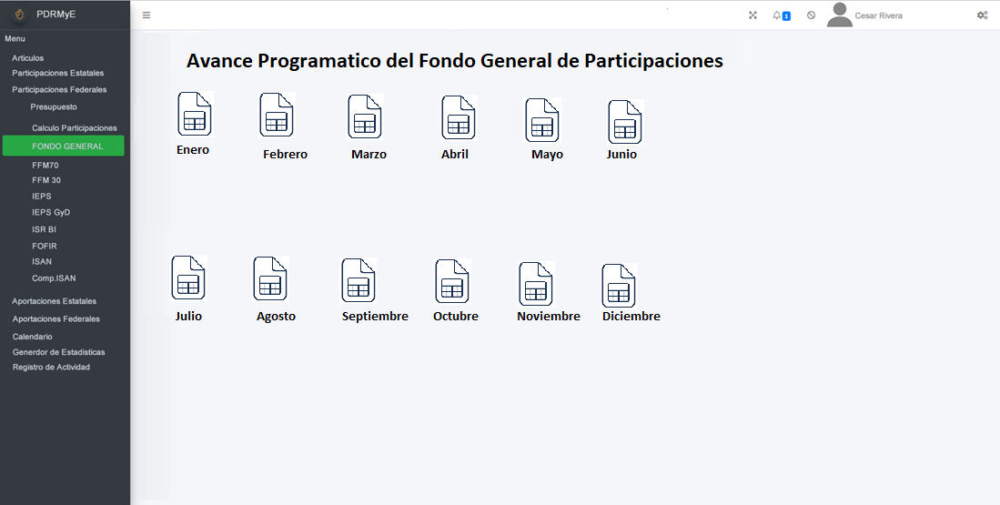 PDRMyE
1
Cesar Rivera
Menu
Articulos
Participaciones Estatales
Participaciones Federales
Presupuesto
Calculo Participaciones
FONDO GENERAL
FFM70
FFM 30
IEPS
IEPS GyD
ISR BI
FOFIR
ISAN
Comp.ISAN
Aportaciones Estatales
Aportaciones Federales
Calendario
Generdor de Estadisticas
Registro de Actividad
Avance Programatico del Fondo General de Participaciones
Enero Febrero Marzo Abril Mayo Junio
Julio Agosto Septiembre Octubre Noviembre Diciembre